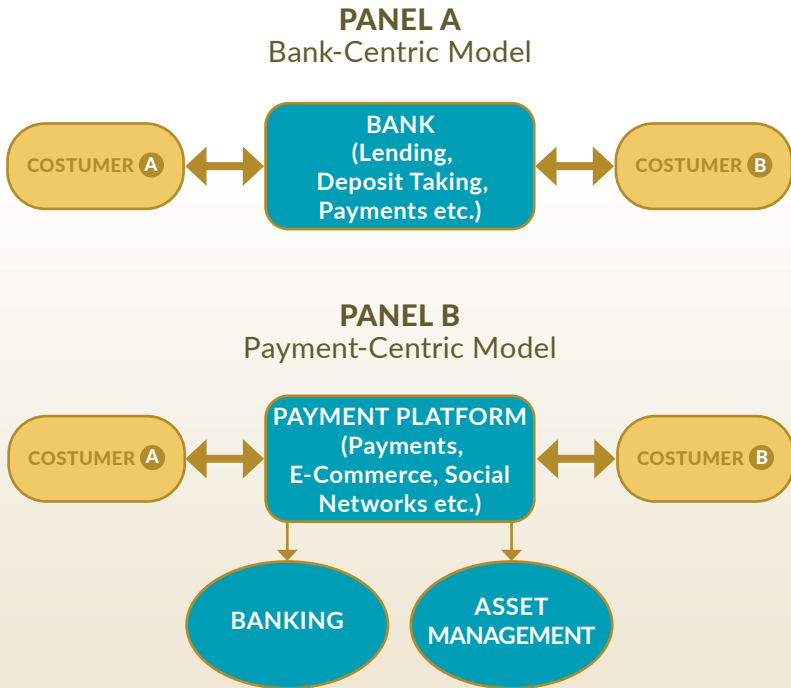 PANEL A
Bank-Centric Model
COSTUMER A
BANK
(Lending,
Deposit Taking,
Payments etc.)
COSTUMER B
PANEL B
Payment-Centric Model
COSTUMER A
PAYMENT PLATFORM
(Payments,
E-Commerce, Social
Networks etc.)
COSTUMER B
BANKING
ASSET
MANAGEMENT